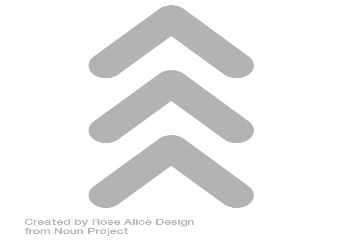 Created by Rose Alice Design
from Noun Project